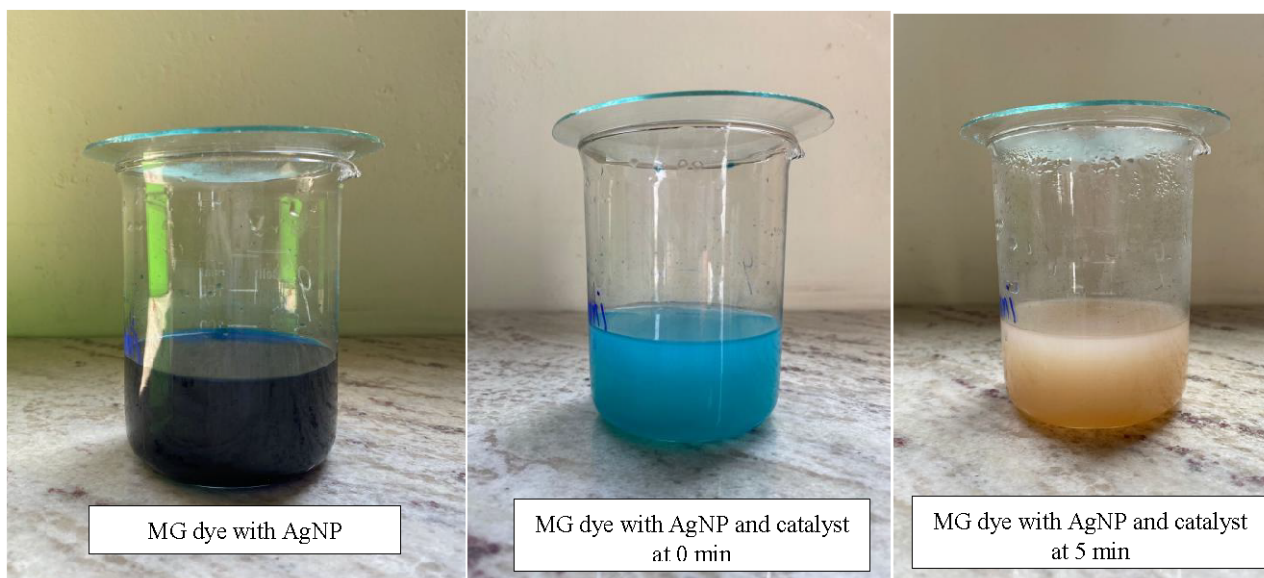 MG dye with AgNP
MG dye with AgNP and catalyst
at 0 min
MG dye with AgNP and catalyst
at 5 min